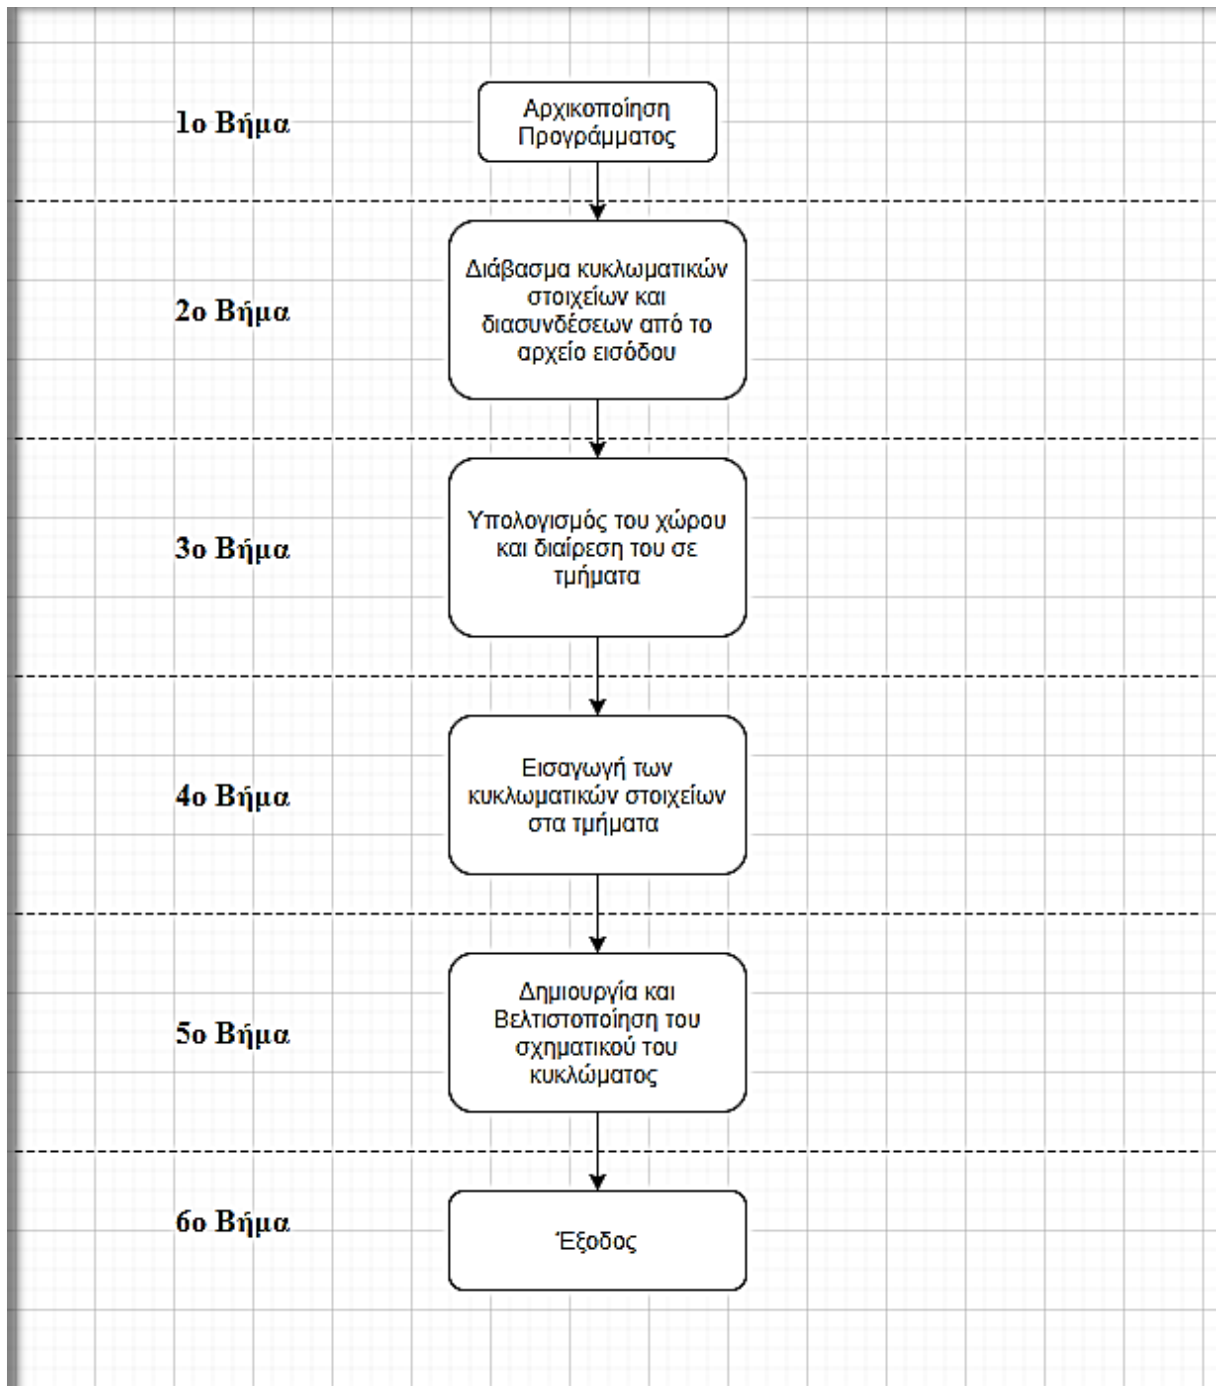 1ο Βήμα
Αρχικοποίηση
Προγράμματος
2ο Βήμα
Διάβασμα κυκλωματικών
στοιχείων και
διασυνδέσεων από το
αρχείο εισόδου
3ο Βήμα
Υπολογισμός του χώρου
και διαίρεση του σε
τμήματα
4ο Βήμα
Εισαγωγή των
κυκλωματικών στοιχείων
στα τμήματα
5ο Βήμα
Δημιουργία και
Βελτιστοποίηση του
σχηματικού του
κυκλώματος
6ο Βήμα
Έξοδος